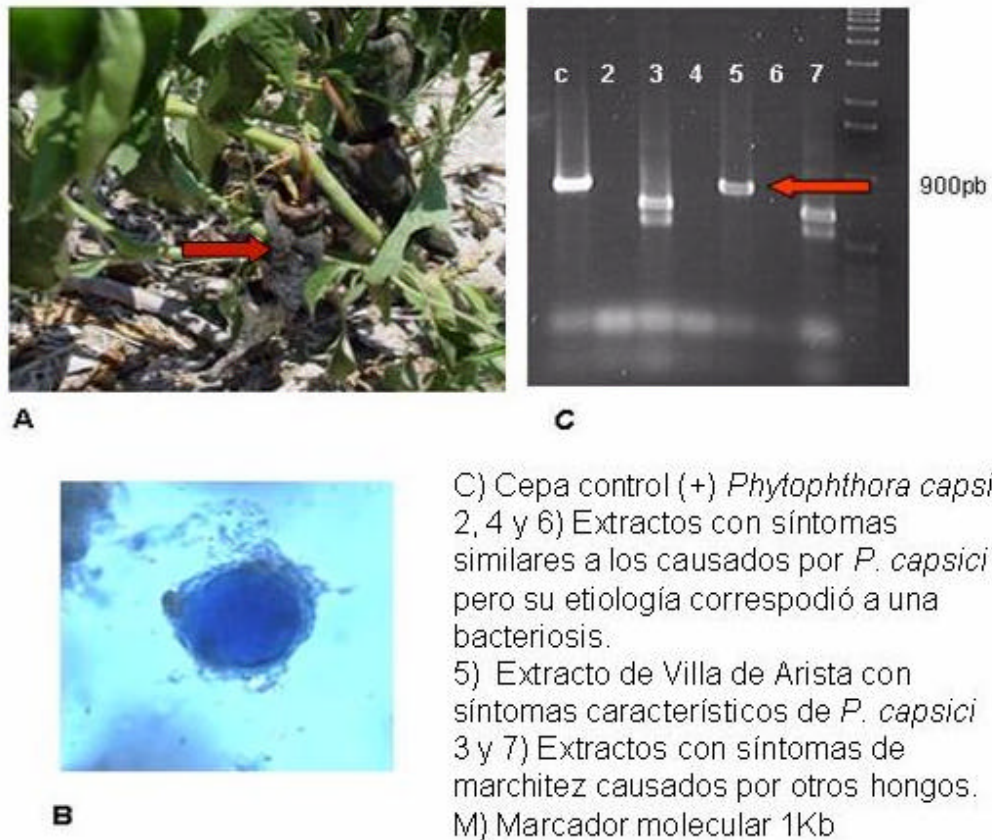 c 2 3 4 5 6 7
900pb
A
C
C) Cepa control (+) Phytophthora capsi
2, 4 y 6) Extractos con síntomas
similares a los causados por P. capsici
pero su etiología correspodió a una
bacteriosis.
5) Extracto de Villa de Arista con
síntomas característicos de P. capsici
3 y 7) Extractos con síntomas de
marchitez causados por otros hongos.
M) Marcador molecular 1Kb
B